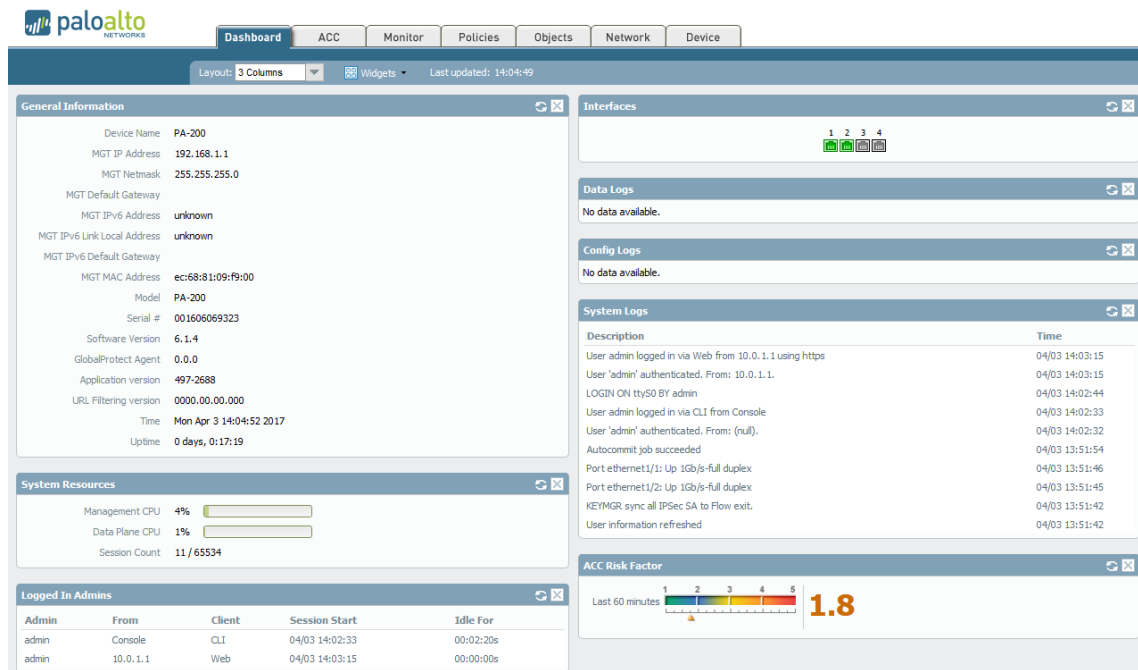 paloalto
NETWORKS
Dashboard ACC Monitor Policies Objects Network Device
Layout: 3 Columns Widgets Last updated: 14:04:49
General Information
Device Name PA-200
MGT IP Address 192.168.1.1
MGT Netmask 255.255.255.0
MGT Default Gateway
MGT IPv6 Address unknown
MGT IPv6 Link Local Address unknown
MGT IPv6 Default Gateway
MGT MAC Address ec:68:81:09:f9:00
Model PA-200
Serial # 001606069323
Software Version 6.1.4
GlobalProtect Agent 0.0.0
Application version 497-2688
URL Filtering version 0000.00.00.000
Time Mon Apr 3 14:04:52 2017
Uptime 0 days, 0:17:19
System Resources
Management CPU 4%
Data Plane CPU 1%
Session Count 11 / 65534
Logged In Admins
Admin From Client Session Start Idle For
admin Console CLI 04/03 14:02:33 00:02:20s
admin 10.0.1.1 Web 04/03 14:03:15 00:00:00s
Interfaces
1 2 3 4
Data Logs
No data available.
Config Logs
No data available.
System Logs
Description Time
User admin logged in via Web from 10.0.1.1 using https 04/03 14:03:15
User 'admin' authenticated. From: 10.0.1.1. 04/03 14:03:15
LOGIN ON ttyS0 BY admin 04/03 14:02:44
User admin logged in via CLI from Console 04/03 14:02:33
User 'admin' authenticated. From: (null). 04/03 14:02:32
Autocommit job succeeded 04/03 13:51:54
Port ethernet1/1: Up 1Gb/s-full duplex 04/03 13:51:46
Port ethernet1/2: Up 1Gb/s-full duplex 04/03 13:51:45
KEYMGR sync all IPSec SA to Flow exit. 04/03 13:51:42
User information refreshed 04/03 13:51:42
ACC Risk Factor
1 2 3 4 5
Last 60 minutes 1.8